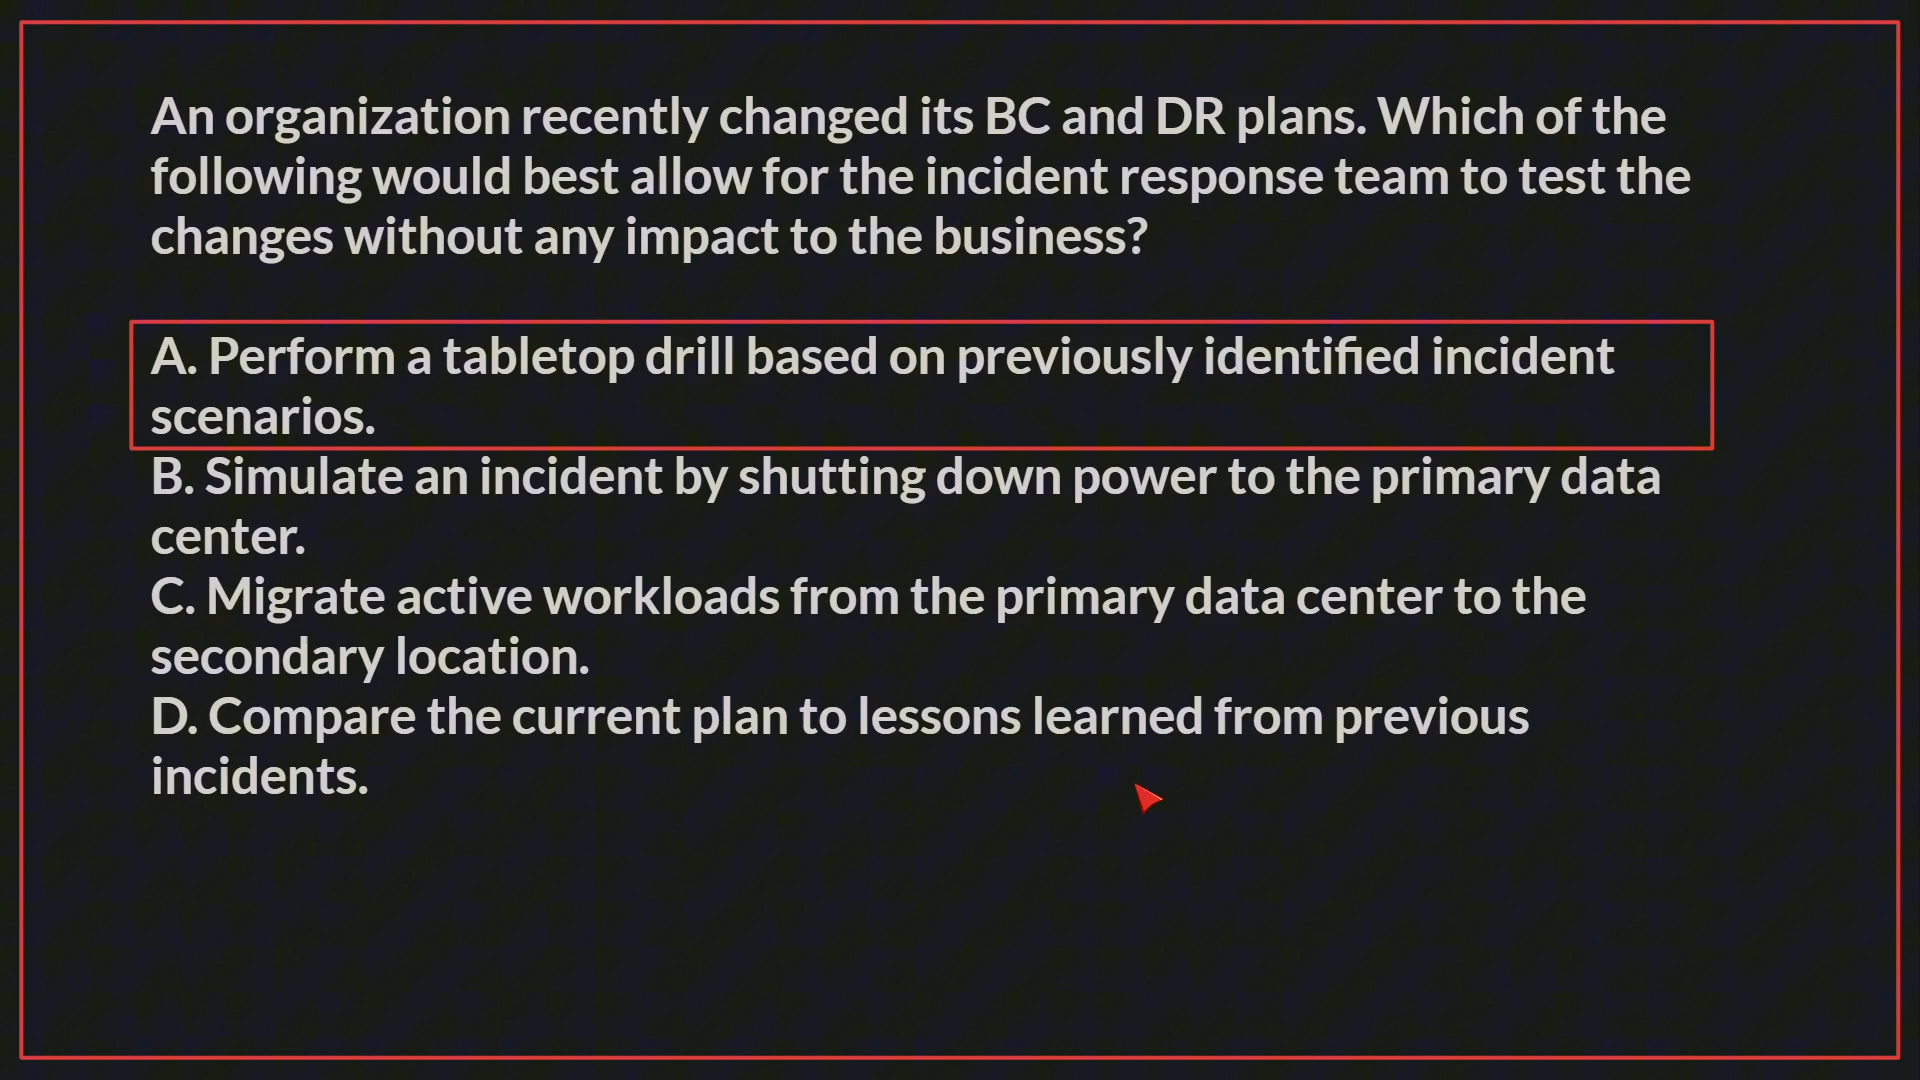 An organization recently changed its BC and DR plans. Which of the
following would best allow for the incident response team to test the
changes without any impact to the business?
A. Perform a tabletop drill based on previously identified incident
scenarios.
B. Simulate an incident by shutting down power to the primary data
center.
C. Migrate active workloads from the primary data center to the
secondary location.
D. Compare the current plan to lessons learned from previous
incidents.